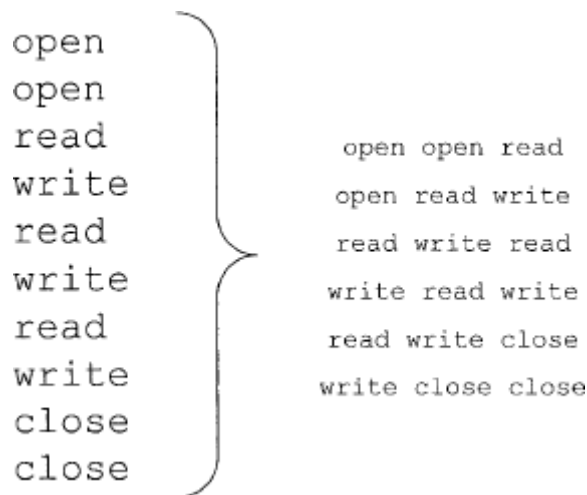 open
open
read
write
read
write
read
write
close
close
open open read
open read write
read write read
write read write
read write close
write close close